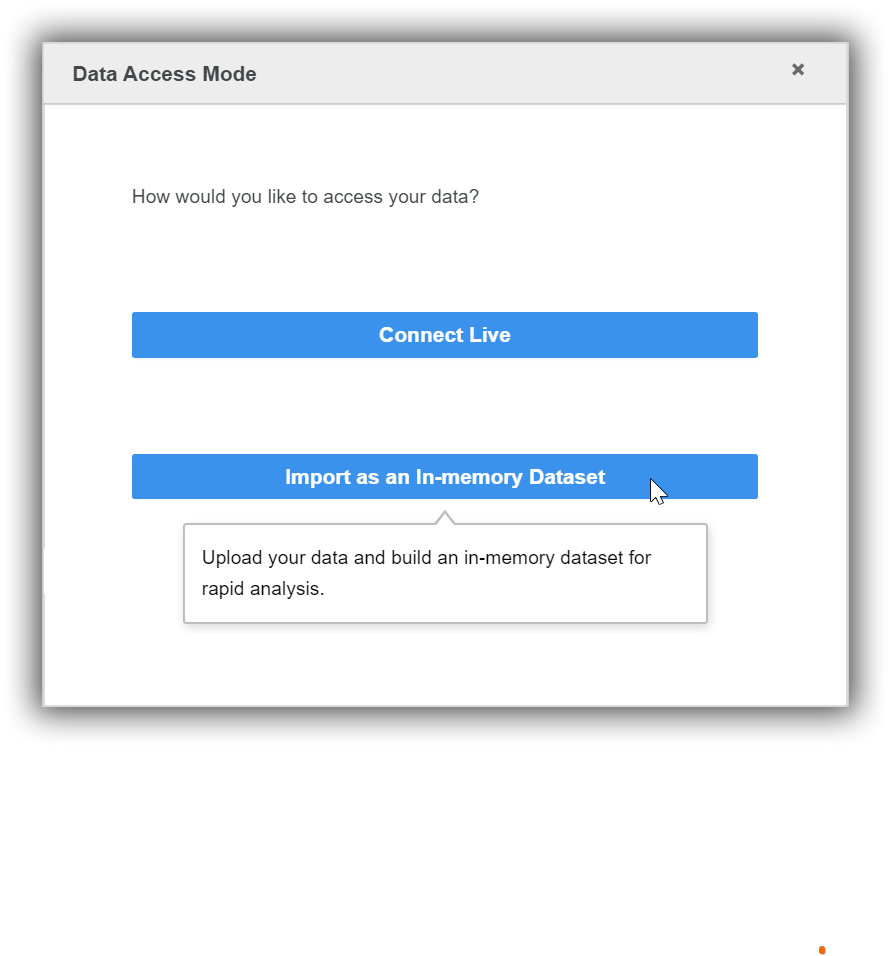 Data Access Mode
How would you like to access your data?
Connect Live
Import as an In-memory Dataset
Upload your data and build an in-memory dataset for
rapid analysis.